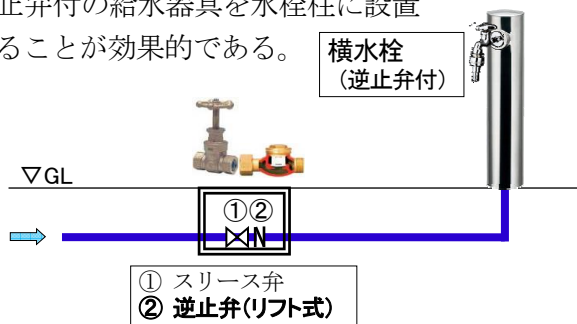 止弁付の給水器具を水栓柱に設置
ることが効果的である。
横水栓
(逆止弁付)
▽GL
①②
N
① スリース弁
② 逆止弁(リフト式)